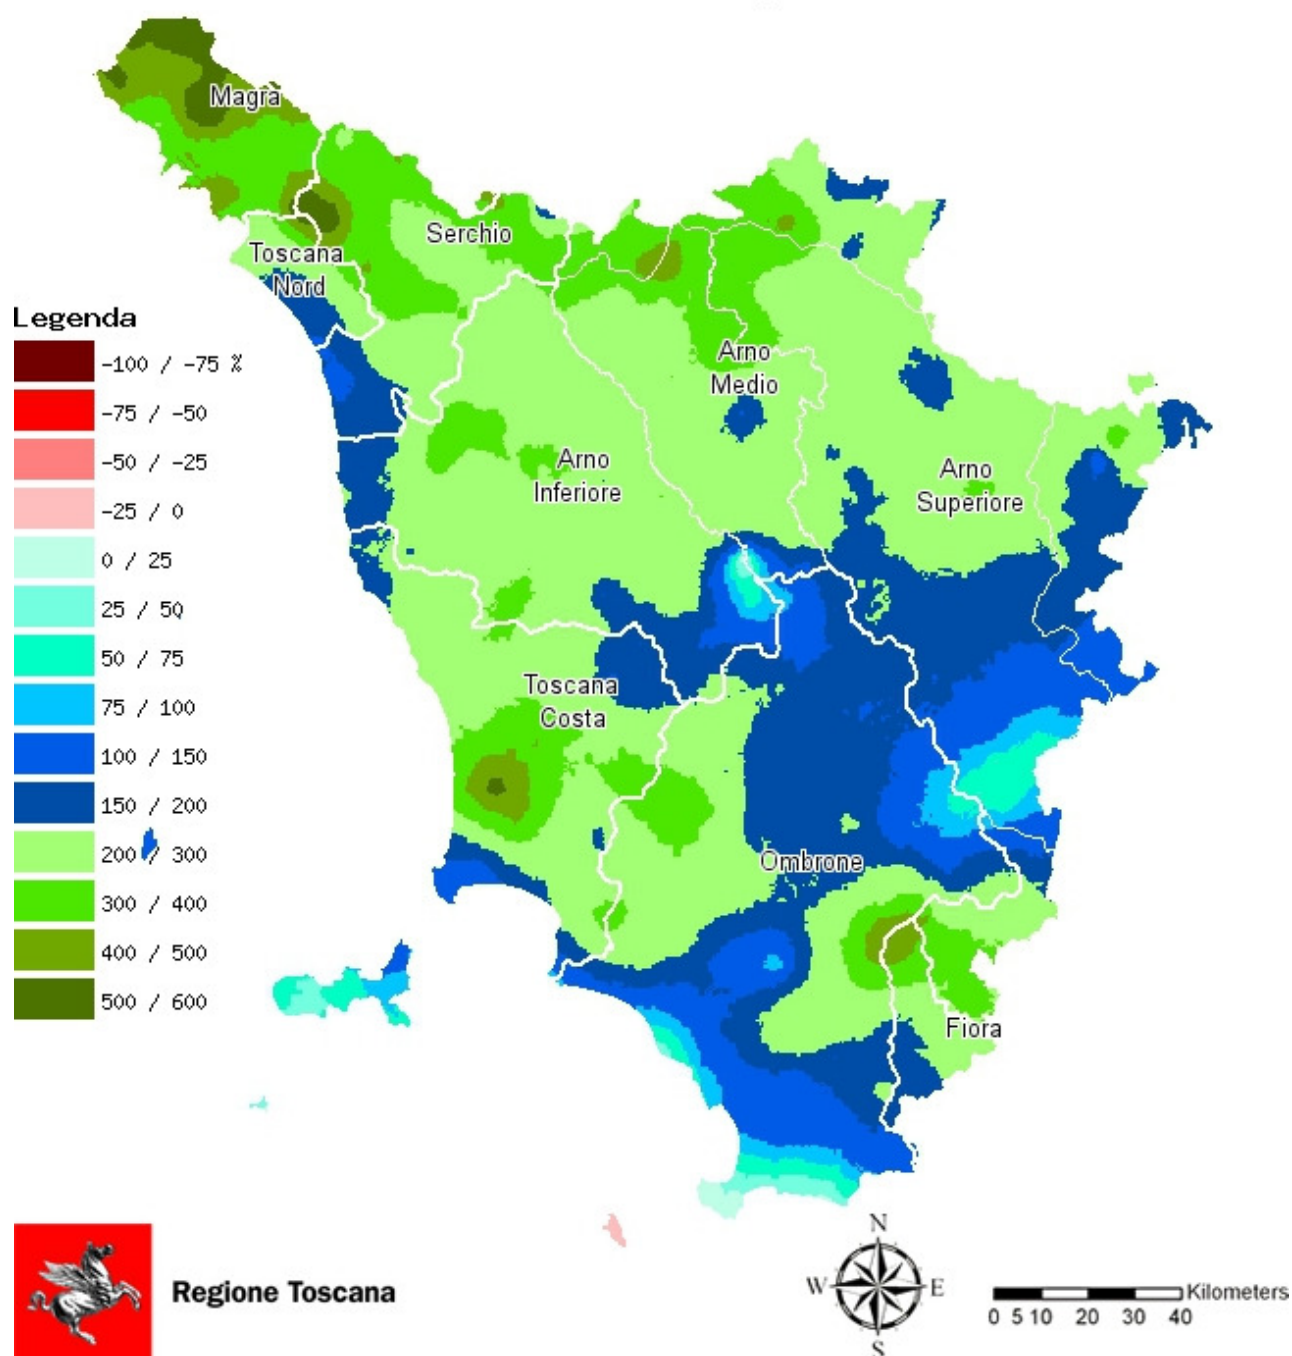 Magra
Serchio
Toscana
Nord
Legenda
-100 / -75 %
-75 / -50
-50 / -25
-25 / 0
0 / 25
25 / 50
50 / 75
75 / 100
100 / 150
150 / 200
200 / 300
300 / 400
400 / 500
500 / 600
Arno
Medio
Arno
Inferiore
Arno
Superiore
Toscana
Costa
Ombrone
Fiora
Regione Toscana
N
W
E
S
Kilometers
0 5 10 20 30 40